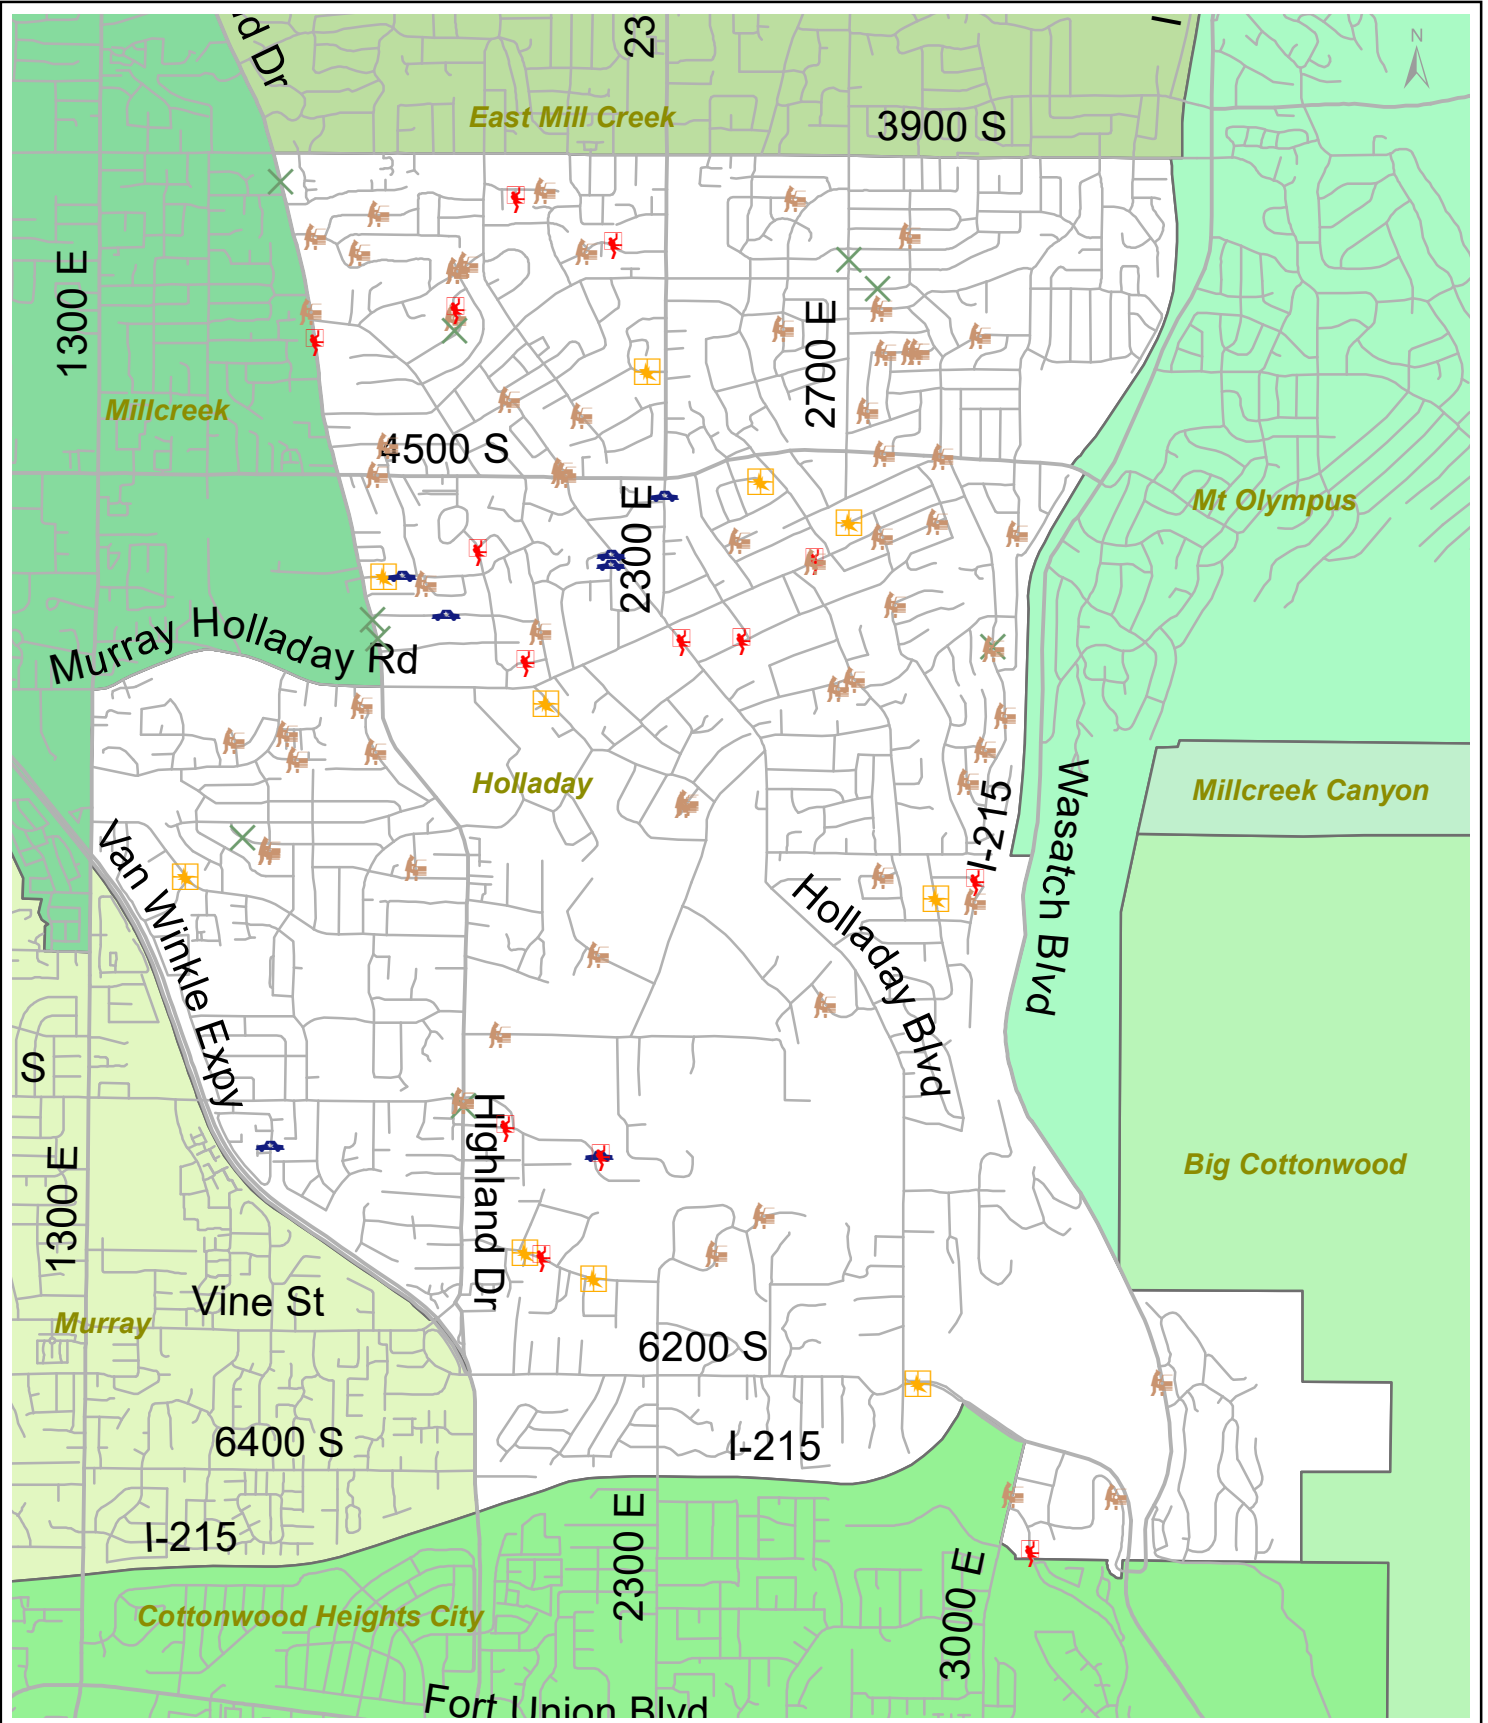 d Dr
23
N
East Mill Creek
3900 S
1300 E
2700 E
Millcreek
4500 S
Mt Olympus
2300 E
Murray Holladay Rd
Holladay
Millcreek Canyon
I-215
Wasatch Blvd
Van Winkle Expy
Holladay Blvd
S
Highland Dr
1300 E
Big Cottonwood
Vine St
Murray
6200 S
6400 S
I-215
I-215
2300 E
3000 E
Cottonwood Heights City
Fort Union Blvd